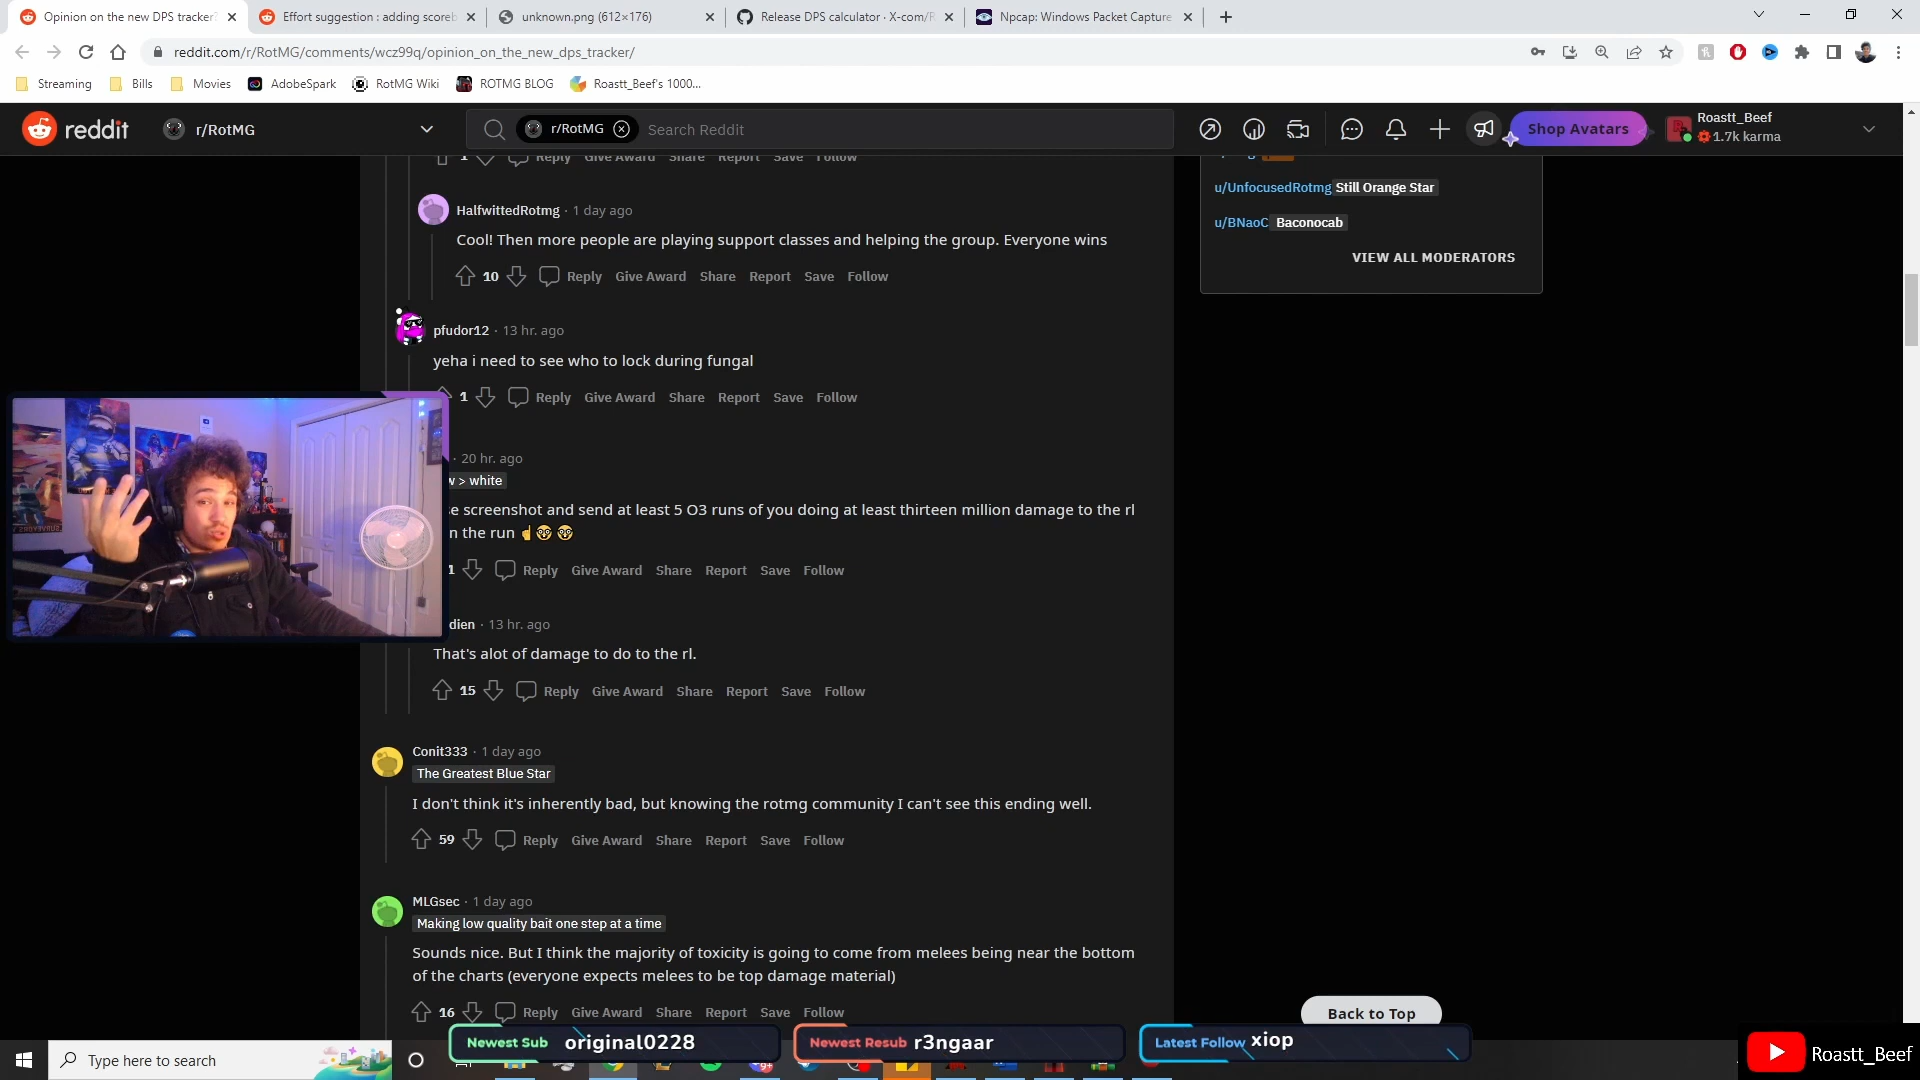 Opinion on the new DPS tracker?
Effort suggestion : adding scoreb
unknown.png (612×176)
Release DPS calculator · X-com/R
Npcap: Windows Packet Capture
reddit.com/r/RotMG/comments/wcz99q/opinion_on_the_new_dps_tracker/
Streaming
Bills
Movies
AdobeSpark
RotMG Wiki
ROTMG BLOG
Roastt_Beef's 1000...
reddit
r/RotMG
r/RotMG
Search Reddit
Shop Avatars
Roastt_Beef
1.7k karma
1 Reply Give Award Share Report Save Follow
HalfwittedRotmg · 1 day ago
Cool! Then more people are playing support classes and helping the group. Everyone wins
10 Reply Give Award Share Report Save Follow
pfudor12 · 13 hr. ago
yeha i need to see who to lock during fungal
1 Reply Give Award Share Report Save Follow
· 20 hr. ago
w > white
se screenshot and send at least 5 O3 runs of you doing at least thirteen million damage to the rl
n the run ☝🤓🤓
1 Reply Give Award Share Report Save Follow
dien · 13 hr. ago
That's alot of damage to do to the rl.
15 Reply Give Award Share Report Save Follow
Conit333 · 1 day ago
The Greatest Blue Star
I don't think it's inherently bad, but knowing the rotmg community I can't see this ending well.
59 Reply Give Award Share Report Save Follow
MLGsec · 1 day ago
Making low quality bait one step at a time
Sounds nice. But I think the majority of toxicity is going to come from melees being near the bottom
of the charts (everyone expects melees to be top damage material)
16 Reply Give Award Share Report Save Follow
u/UnfocusedRotmg Still Orange Star
u/BNaoC Baconocab
VIEW ALL MODERATORS
Back to Top
Type here to search
Newest Sub original0228
Newest Resub r3ngaar
Latest Follow xiop
Roastt_Beef